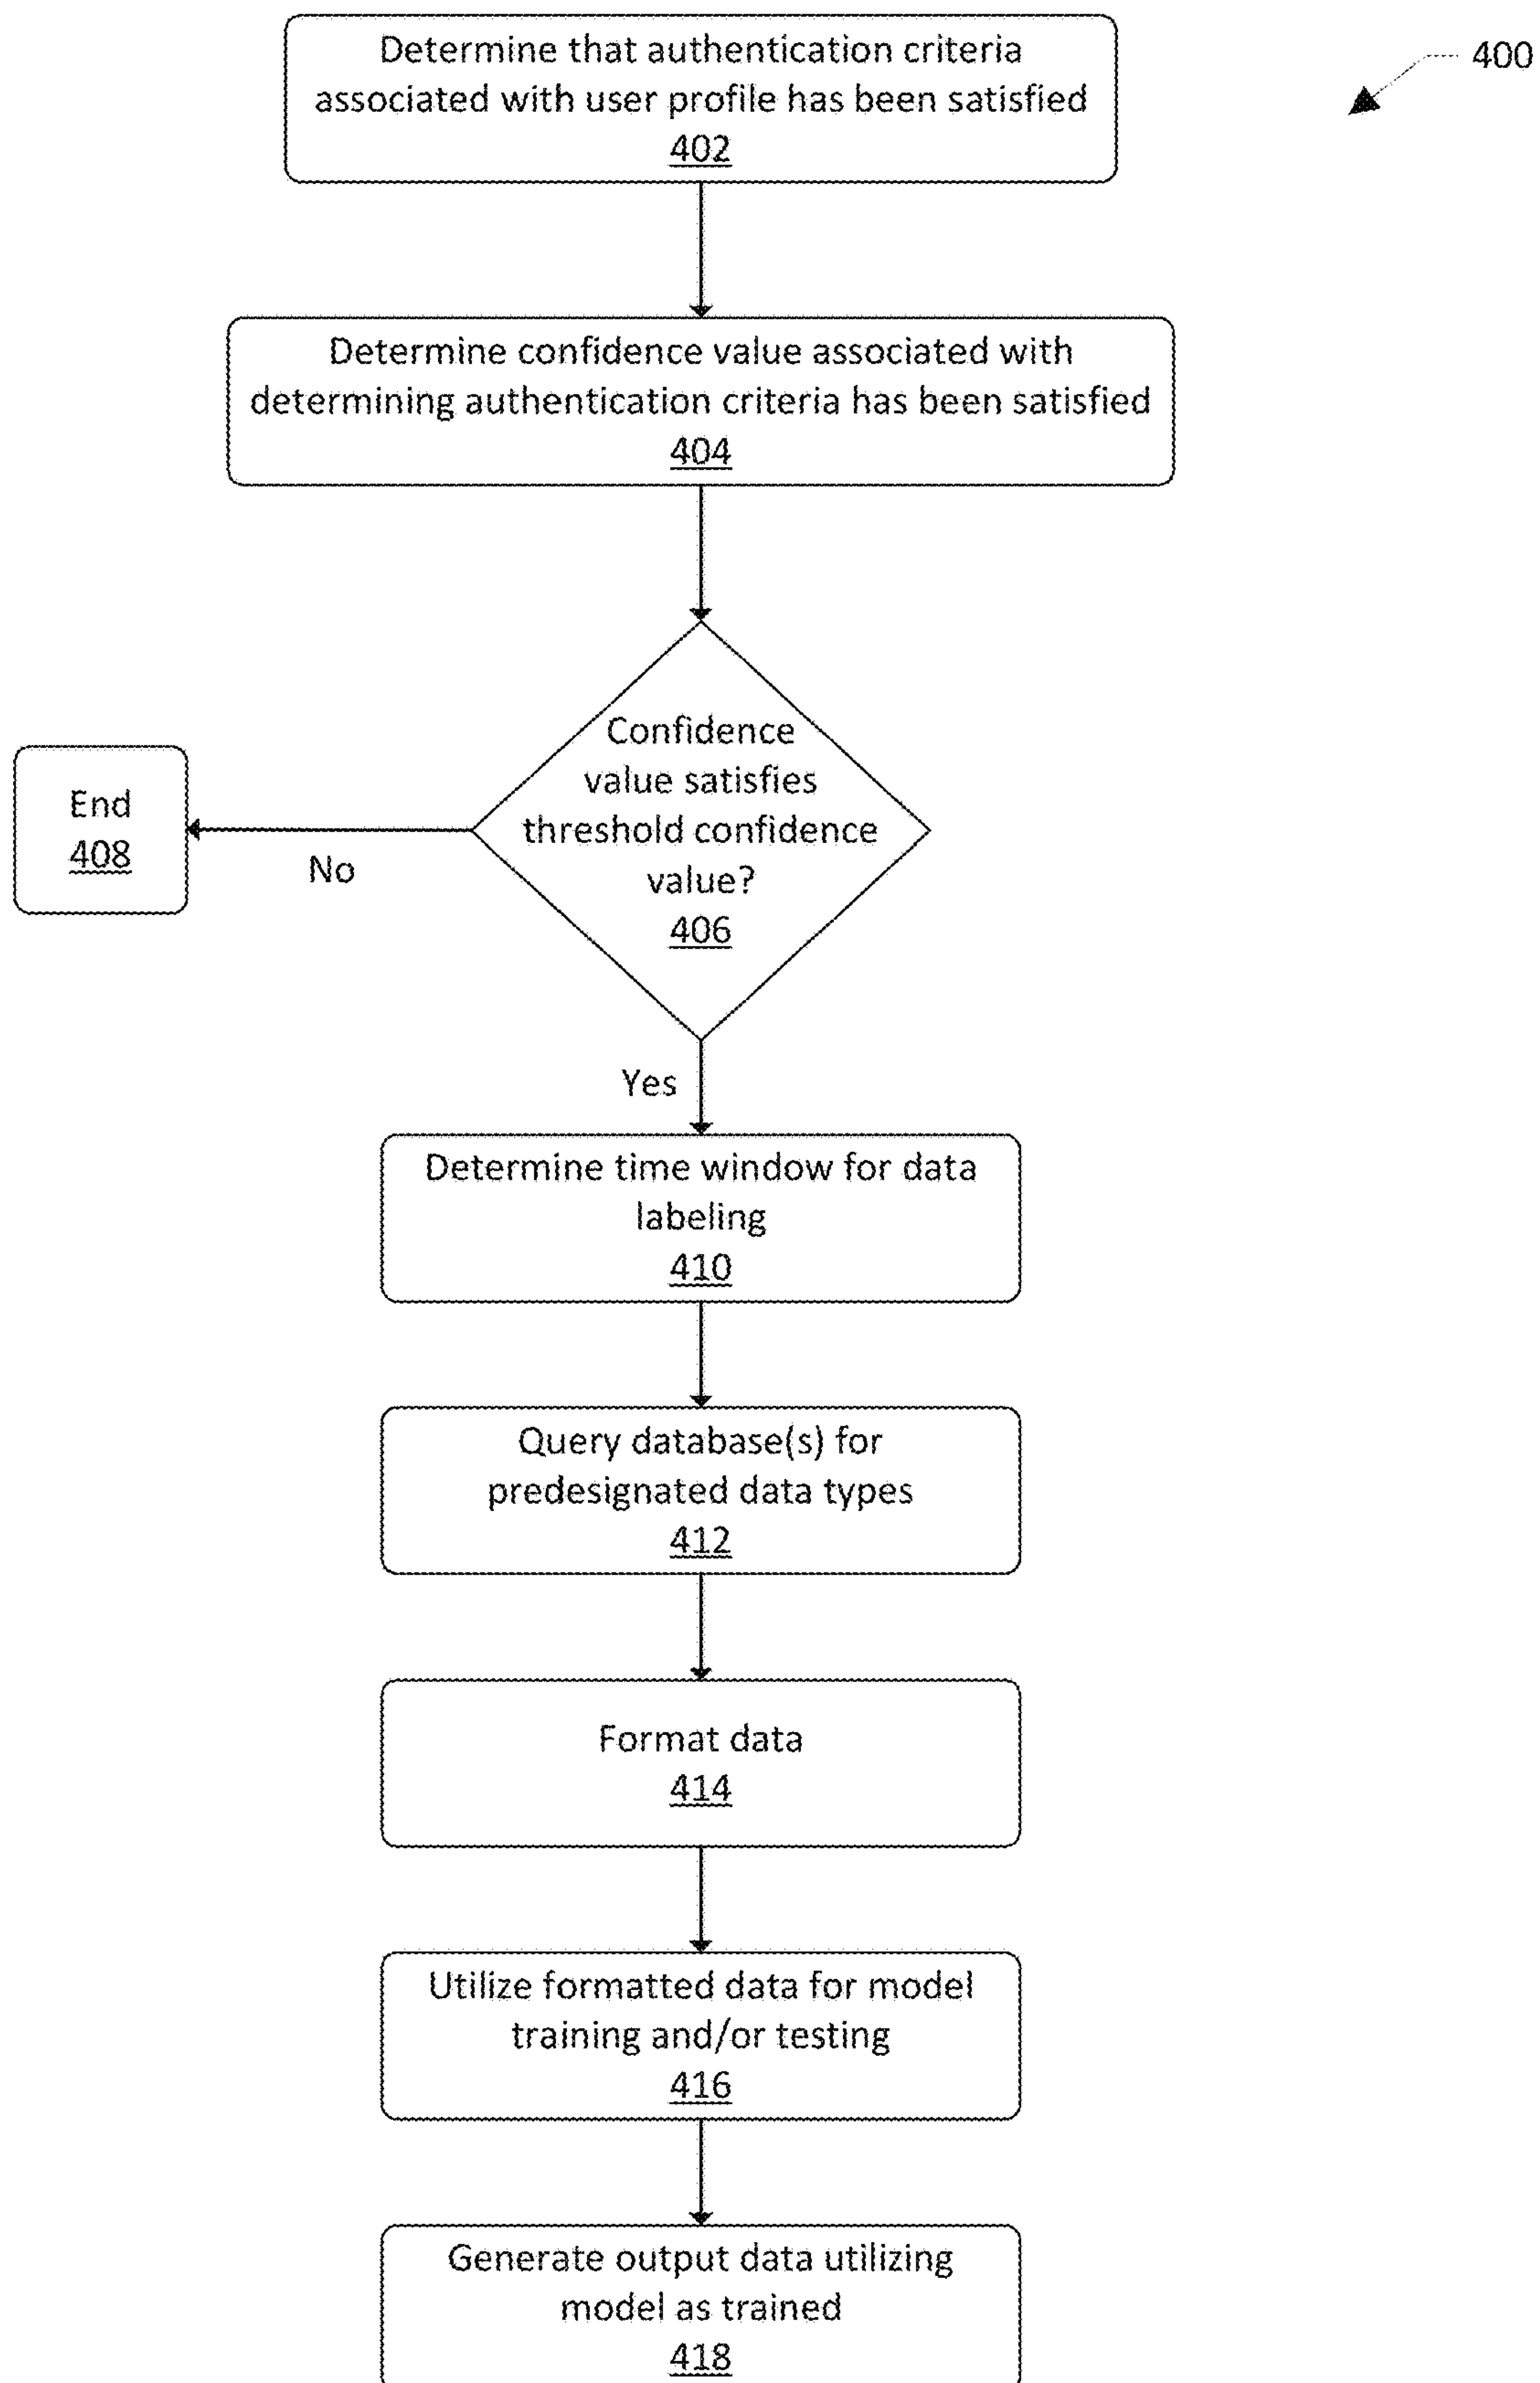 Determine that authentication criteria
associated with user profile has been satisfied
402
400
Determine confidence value associated with
determining authentication criteria has been satisfied
404
Confidence
value satisfies
threshold confidence
value?
406
End
408
No
Yes
Determine time window for data
labeling
410
Query database(s) for
predesignated data types
412
Format data
414
Utilize formatted data for model
training and/or testing
416
Generate output data utilizing
model as trained
418